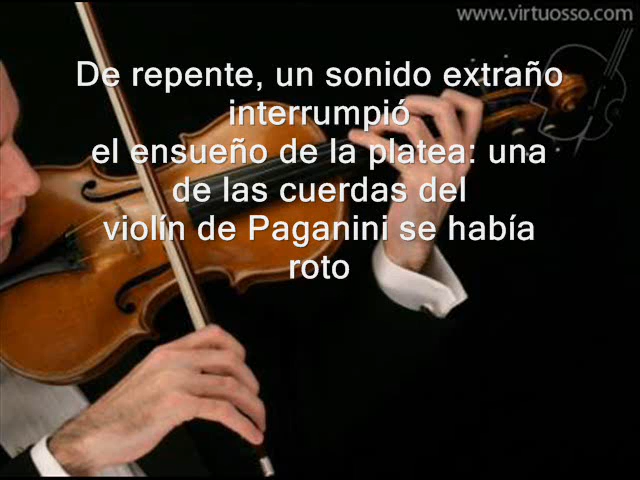 www.virtuosso.com
De repente, un sonido extraño
interrumpió
el ensueño de la platea: una
de las cuerdas del
violín de Paganini se había
roto